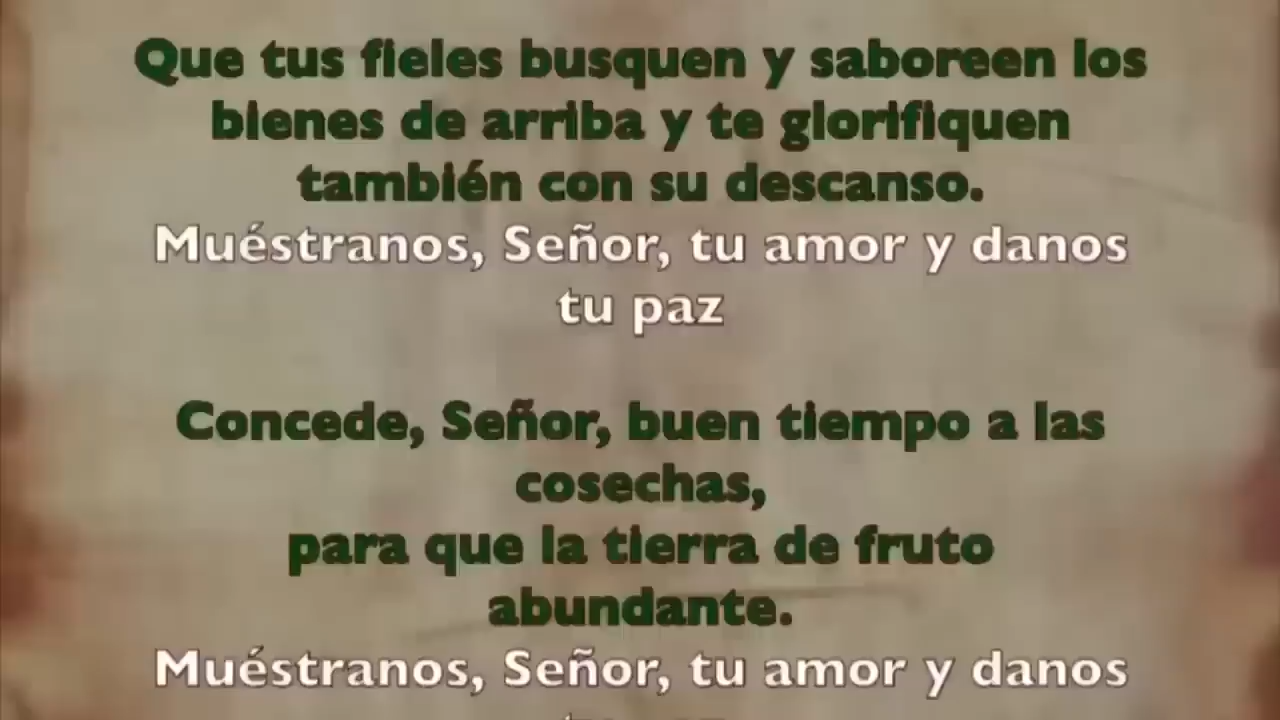 Que tus fieles busquen y saboreen los
bienes de arriba y te glorifiquen
también con su descanso.
Muéstranos, Señor, tu amor y danos
tu paz
Concede, Señor, buen tiempo a las
cosechas,
para que la tierra de fruto
abundante.
Muéstranos, Señor, tu amor y danos